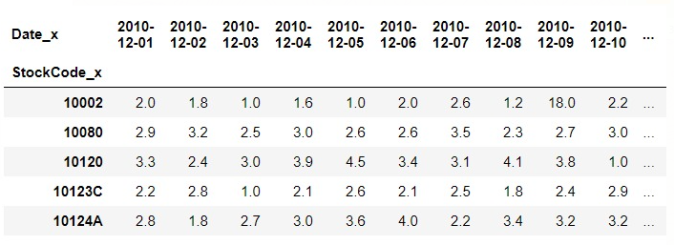 Date_x 2010-12-01 2010-12-02 2010-12-03 2010-12-04 2010-12-05 2010-12-06 2010-12-07 2010-12-08 2010-12-09 2010-12-10 ...
StockCode_x
10002 2.0 1.8 1.0 1.6 1.0 2.0 2.6 1.2 18.0 2.2 ...
10080 2.9 3.2 2.5 3.0 2.6 2.6 3.5 2.3 2.7 3.0 ...
10120 3.3 2.4 3.0 3.9 4.5 3.4 3.1 4.1 3.8 1.0 ...
10123C 2.2 2.8 1.0 2.1 2.6 2.1 2.5 1.8 2.4 2.9 ...
10124A 2.8 1.8 2.7 3.0 3.6 4.0 2.2 3.4 3.2 3.2 ...